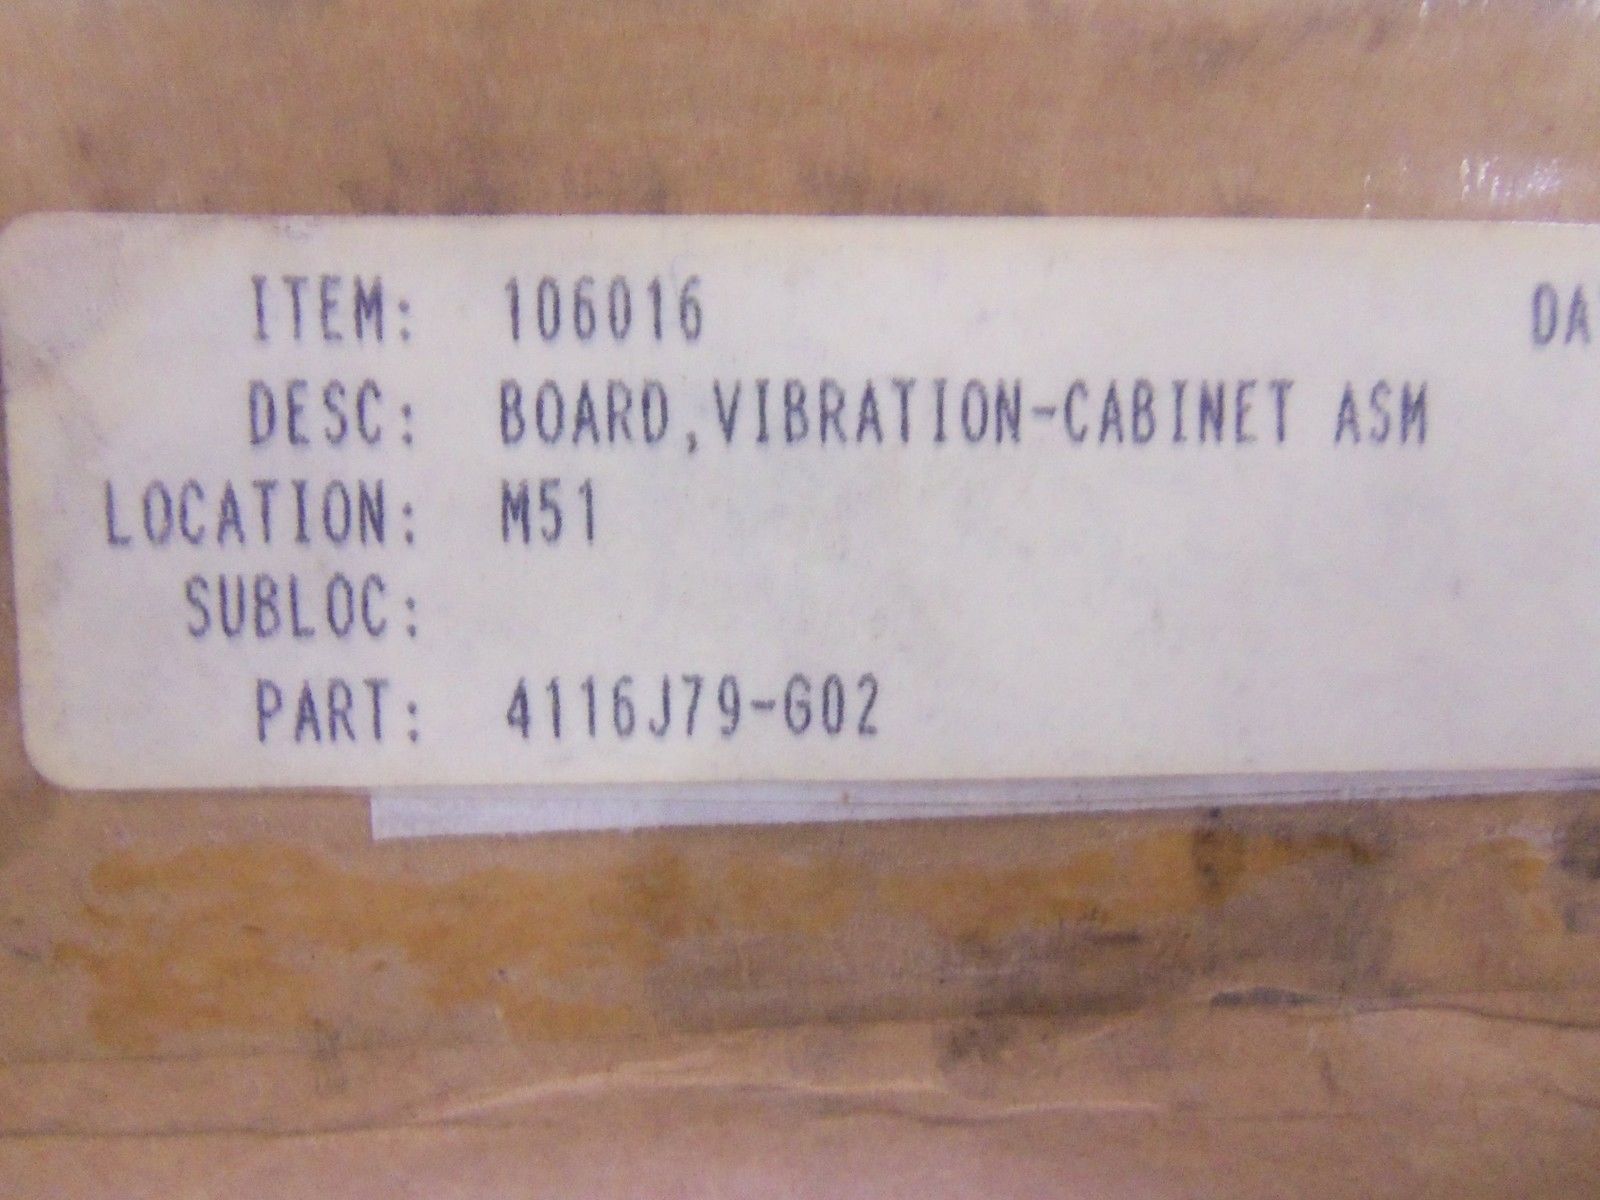 ITEM: 106016 DA
DESC: BOARD,VIBRATION-CABINET ASM
LOCATION: M51
SUBLOC:
PART: 4116J79-G02